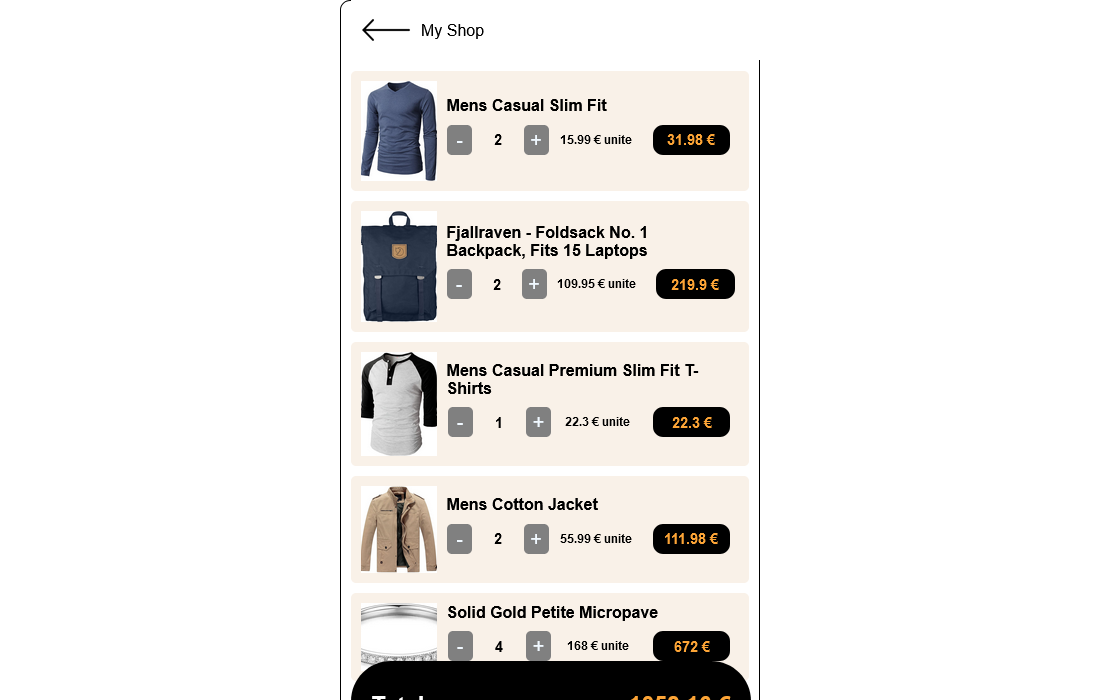 My Shop
Mens Casual Slim Fit
- 2 + 15.99 € unite 31.98 €
Fjallraven - Foldsack No. 1
Backpack, Fits 15 Laptops
- 2 + 109.95 € unite 219.9 €
Mens Casual Premium Slim Fit T-
Shirts
- 1 + 22.3 € unite 22.3 €
Mens Cotton Jacket
- 2 + 55.99 € unite 111.98 €
Solid Gold Petite Micropave
- 4 + 168 € unite 672 €